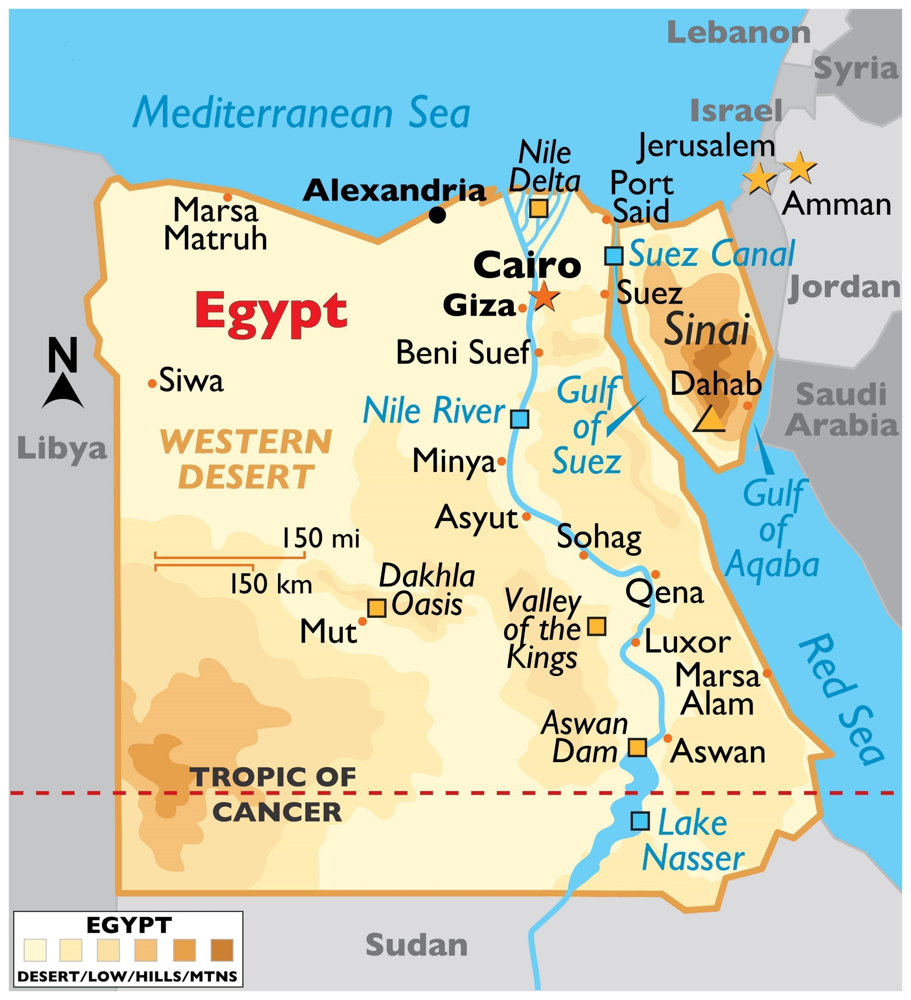 Lebanon
Syria
Mediterranean Sea
Israel
Jerusalem
Nile
Delta
Port
Said
Alexandria
Amman
Marsa
Matruh
Suez Canal
Cairo
Jordan
Suez
Giza
Egypt
Sinai
N
Beni Suef
Siwa
Dahab
Gulf
of
Suez
Saudi
Arabia
Nile River
Libya
WESTERN
DESERT
Minya
Gulf
of
Aqaba
Asyut
Sohag
150 mi
150 km
Dakhla
Oasis
Qena
Valley
of the
Kings
Mut
Luxor
Red Sea
Marsa
Alam
Aswan
Dam
Aswan
TROPIC OF
CANCER
Lake
Nasser
EGYPT
DESERT/LOW/HILLS/MTNS
Sudan